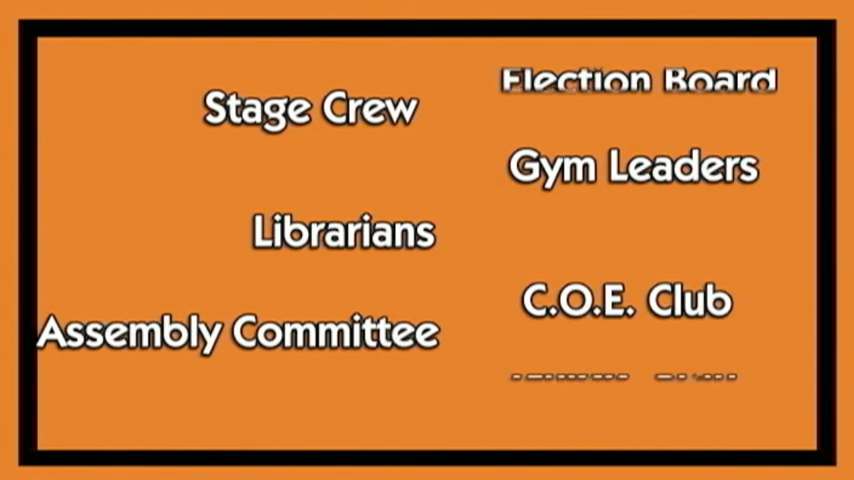 Stage Crew
Librarians
Assembly Committee
Election Board
Gym Leaders
C.O.E. Club